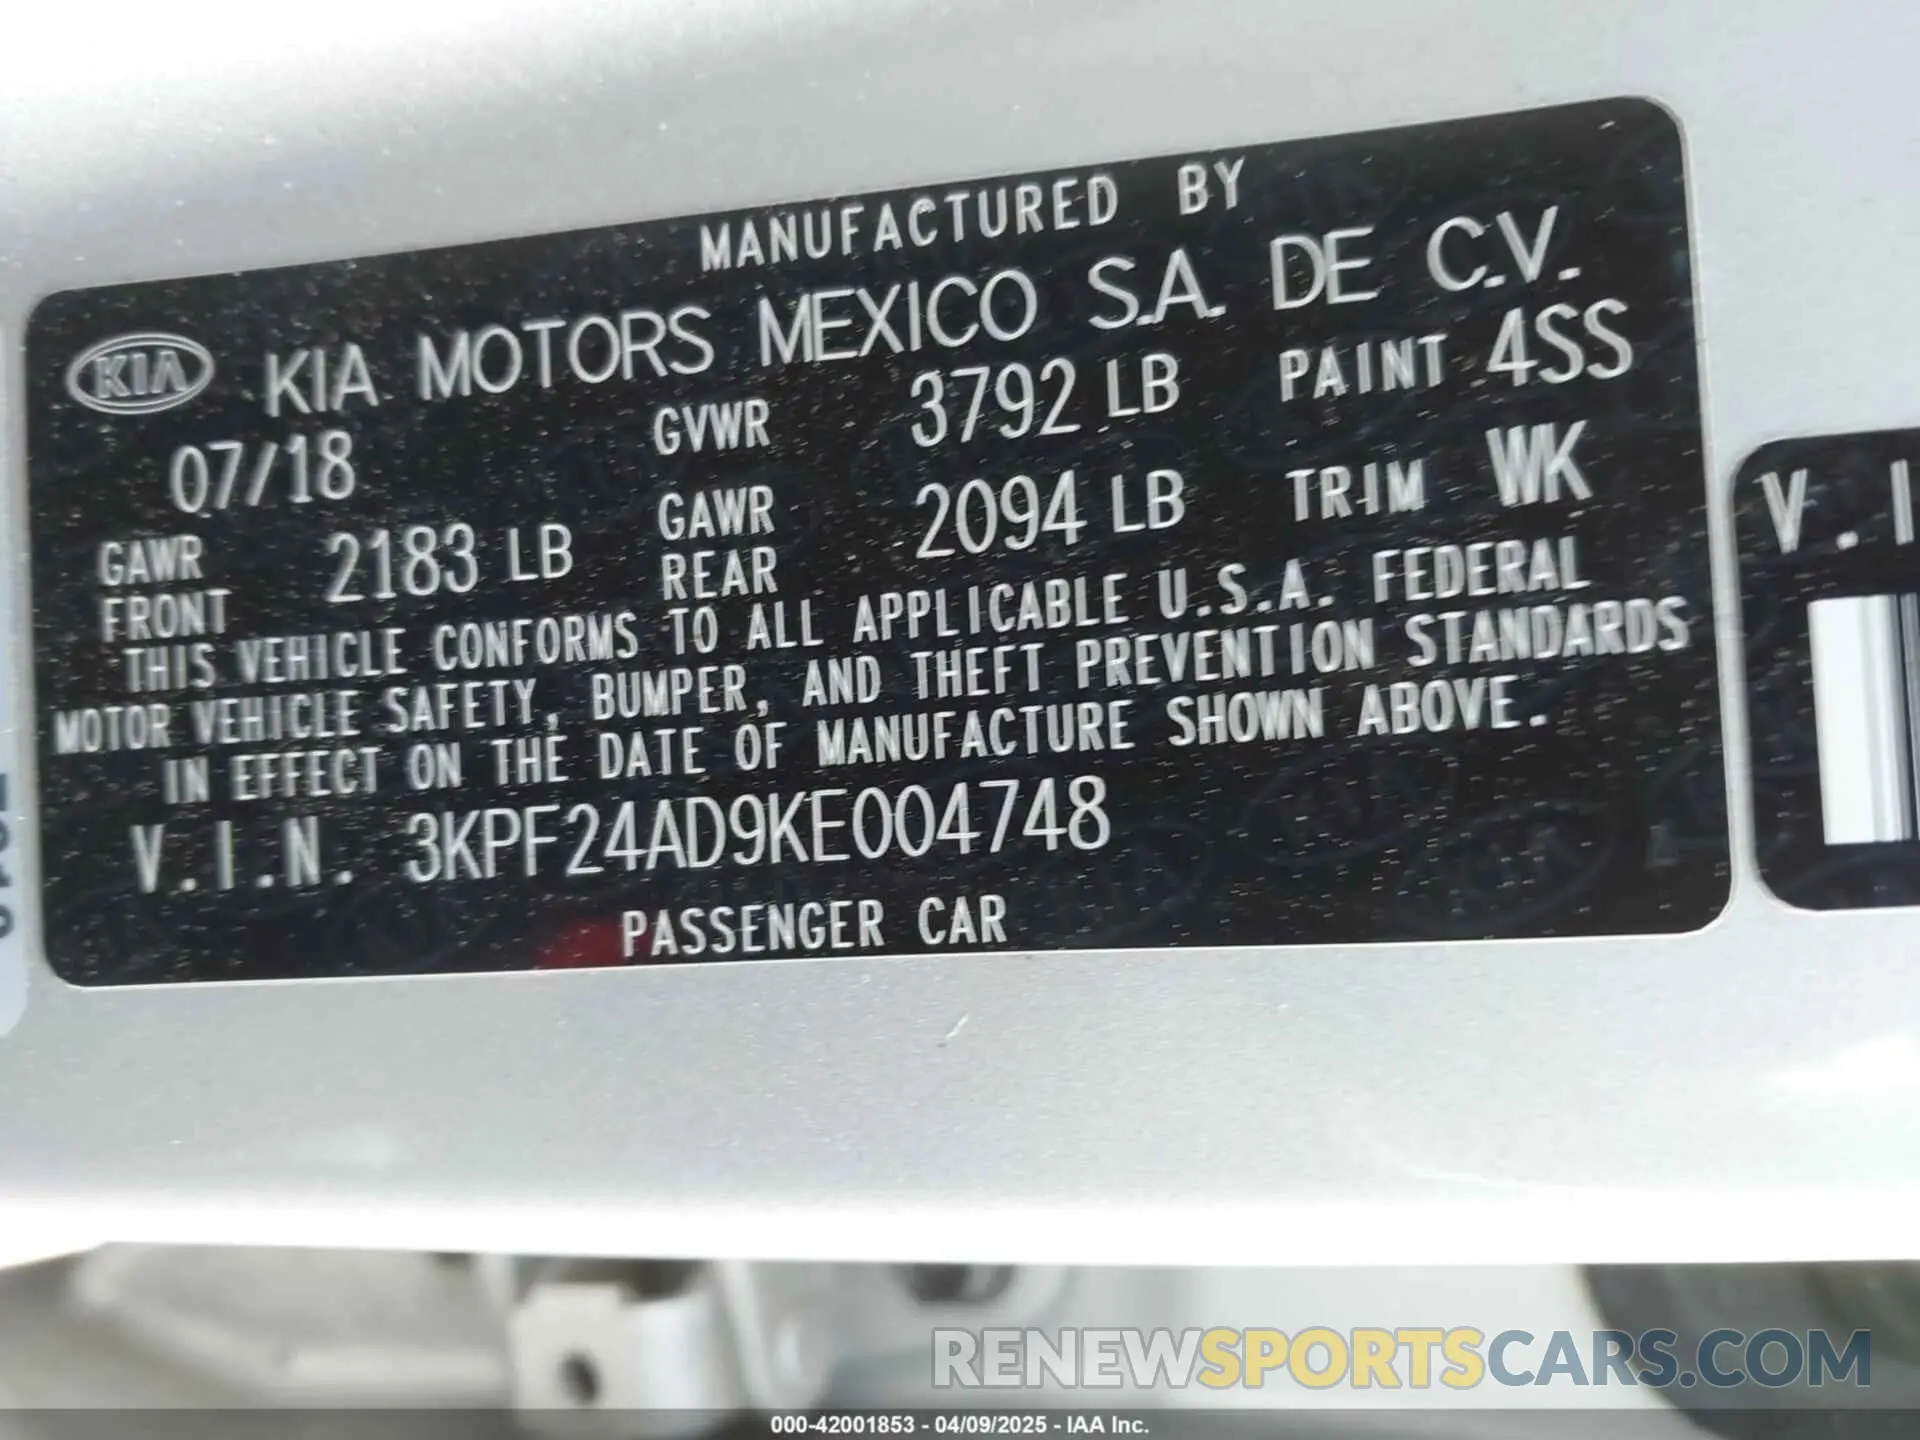 MANUFACTURED BY
KIA KIA MOTORS MEXICO S.A. DE C.V.
07/18 GVWR 3792 LB PAINT 4SS
GAWR FRONT 2183 LB GAWR REAR 2094 LB TRIM WK
THIS VEHICLE CONFORMS TO ALL APPLICABLE U.S.A. FEDERAL
MOTOR VEHICLE SAFETY, BUMPER, AND THEFT PREVENTION STANDARDS
IN EFFECT ON THE DATE OF MANUFACTURE SHOWN ABOVE.
V.I.N. 3KPF24AD9KE004748
PASSENGER CAR
V.I
RENEWSPORTSCARS.COM
000-42001853 - 04/09/2025 - IAA Inc.